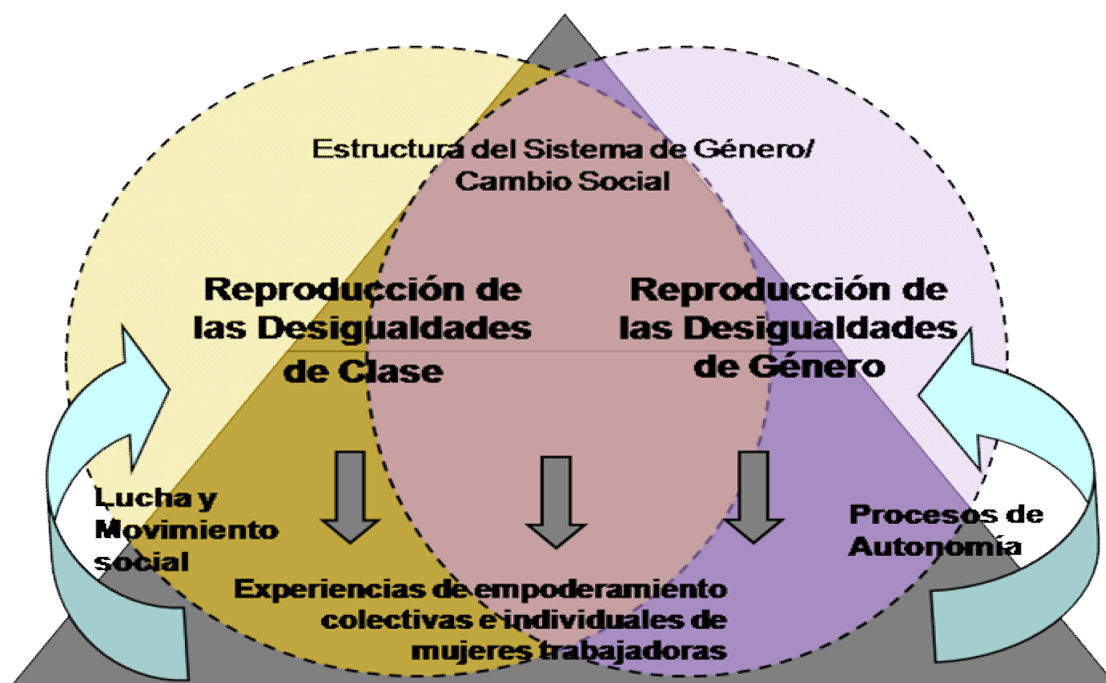 Estructura del Sistema de Género/
Cambio Social
Reproducción de
las Desigualdades
de Clase
Reproducción de
las Desigualdades
de Género
Lucha y
Movimiento
social
Procesos de
Autonomía
Experiencias de empoderamiento
colectivas e individuales de
mujeres trabajadoras